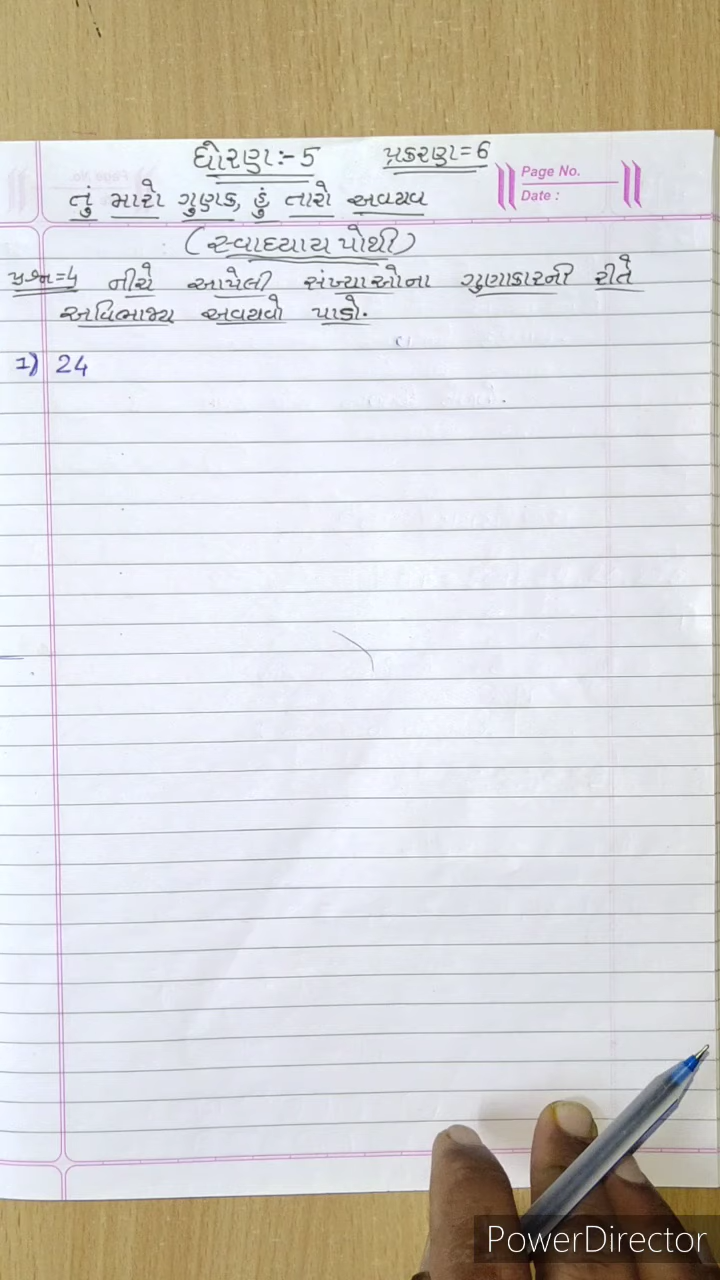 ધોરણ:- 5 પ્રકરણ = 6
Page No.
Date :
તું મારો ગુણક, હું તારો અવયવ
(સ્વાધ્યાય પોથી)
પ્રશ્ન = 4 નીચે આપેલી સંખ્યાઓના ગુણાકારની રીતે
અવિભાજ્ય અવયવો પાડો.
1) 24
PowerDirector